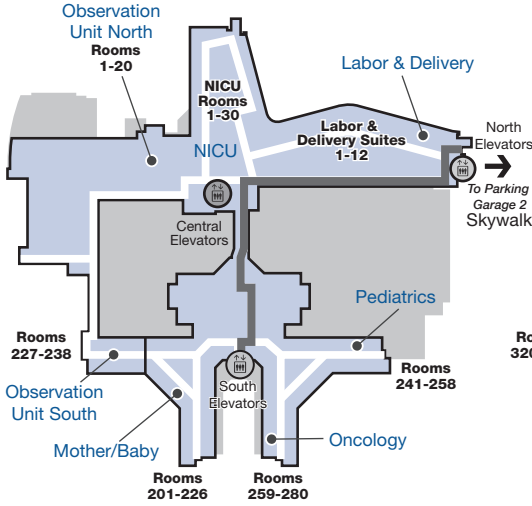 Observation
Unit North
Rooms
1-20
NICU
Rooms
1-30
NICU
Labor & Delivery
Labor &
Delivery Suites
1-12
North
Elevators
To Parking
Garage 2
Skywalk
Central
Elevators
Pediatrics
Rooms
227-238
Rooms
241-258
Observation
Unit South
South
Elevators
Mother/Baby
Oncology
Rooms
201-226
Rooms
259-280